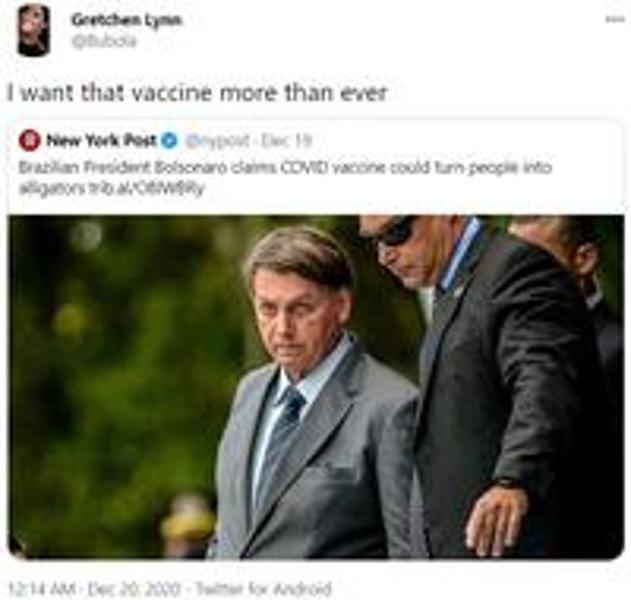 Gretchen Lynn
@Bubola
I want that vaccine more than ever
New York Post @nypost · Dec 19
Brazilian President Bolsonaro claims COVID vaccine could turn people into
alligators trib.al/
12:14 AM · Dec 20, 2020 · Twitter for Android